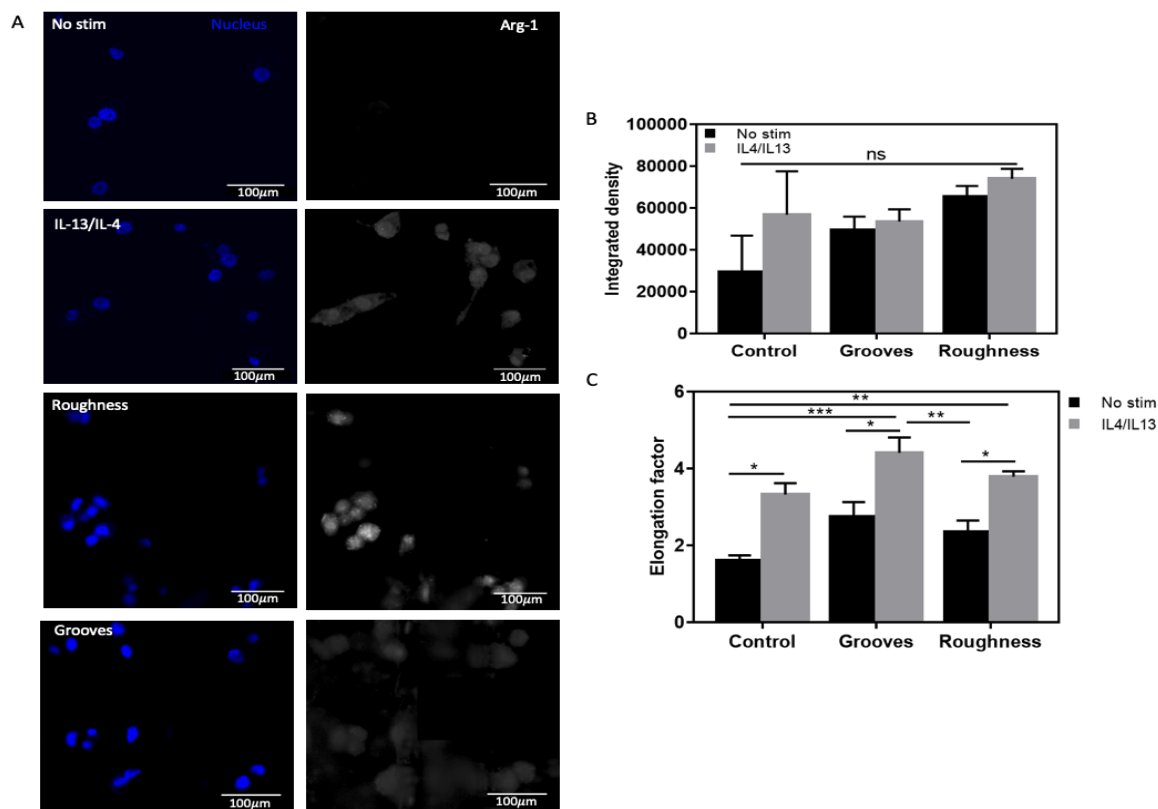 A
No stim
Nucleus
Arg-1
100μm
100μm
IL-13/IL-4
100μm
100μm
Roughness
100μm
100μm
Grooves
100μm
100μm
B
No stim
IL4/IL13
ns
Integrated density
100000
80000
60000
40000
20000
0
Control
Grooves
Roughness
C
No stim
IL4/IL13
**
***
**
*
*
*
Elongation factor
6
4
2
0
Control
Grooves
Roughness